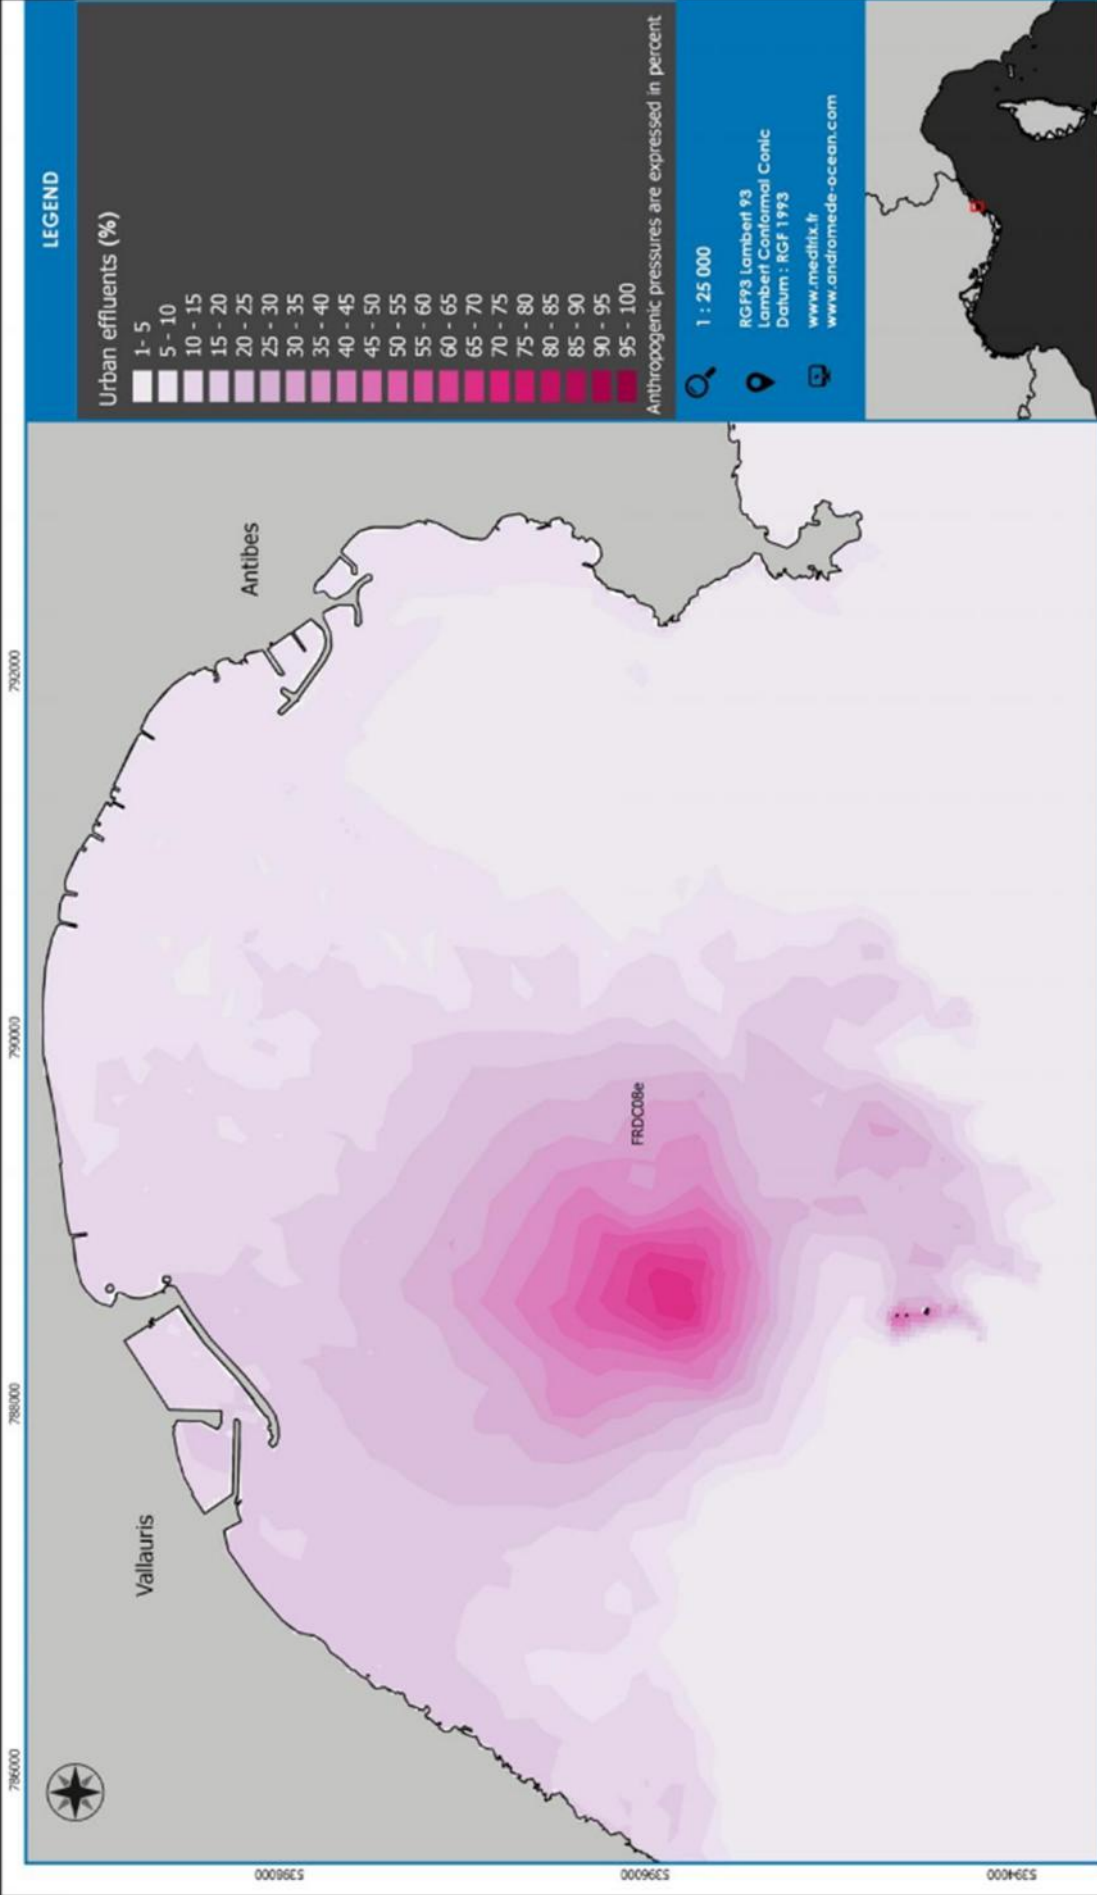 LEGEND
Urban effluents (%)
1- 5
5 - 10
10 - 15
15 - 20
20 - 25
25 - 30
30 - 35
35 - 40
40 - 45
45 - 50
50 - 55
55 - 60
60 - 65
65 - 70
70 - 75
75 - 80
80 - 85
85 - 90
90 - 95
95 - 100
Anthropogenic pressures are expressed in percent
1 : 25 000
RGF93 Lambert 93
Lambert Conformal Conic
Datum : RGF 1993
www.medtrix.fr
www.andromede-ocean.com
786000
788000
790000
792000
5398000
5396000
5394000
Vallauris
Antibes
FRDC08e